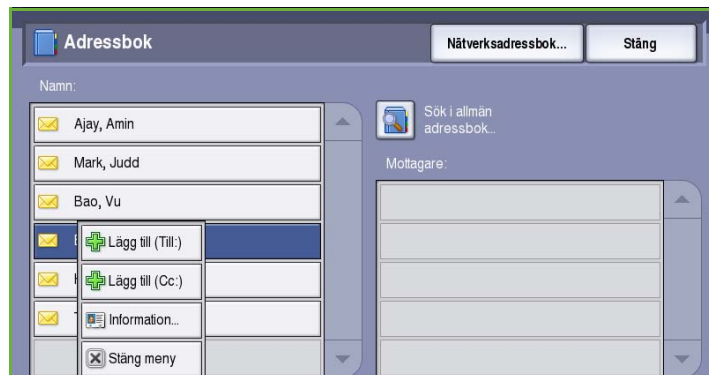 Adressbok
Nätverksadressbok...
Stäng
Namn:
Ajay, Amin
Mark, Judd
Bao, Vu
Lägg till (Till:)
Lägg till (Cc:)
Information...
Stäng meny
Sök i allmän
adressbok...
Mottagare: